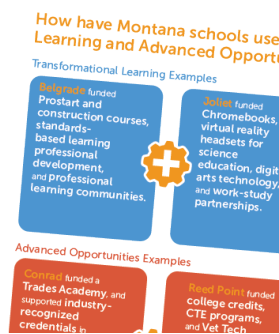 How have Montana schools use
Learning and Advanced Opportu
Transformational Learning Examples
Belgrade funded
Prostart and
construction courses,
standards-
based learning
professional
development,
and professional
learning communities.
Joliet funded
Chromebooks,
virtual reality
headsets for
science
education, digit
arts technology,
and work-study
partnerships.
Advanced Opportunities Examples
Conrad funded a
Trades Academy, and
supported industry-
recognized
credentials in
Reed Point funded
college credits,
CTE programs,
and Vet Tech